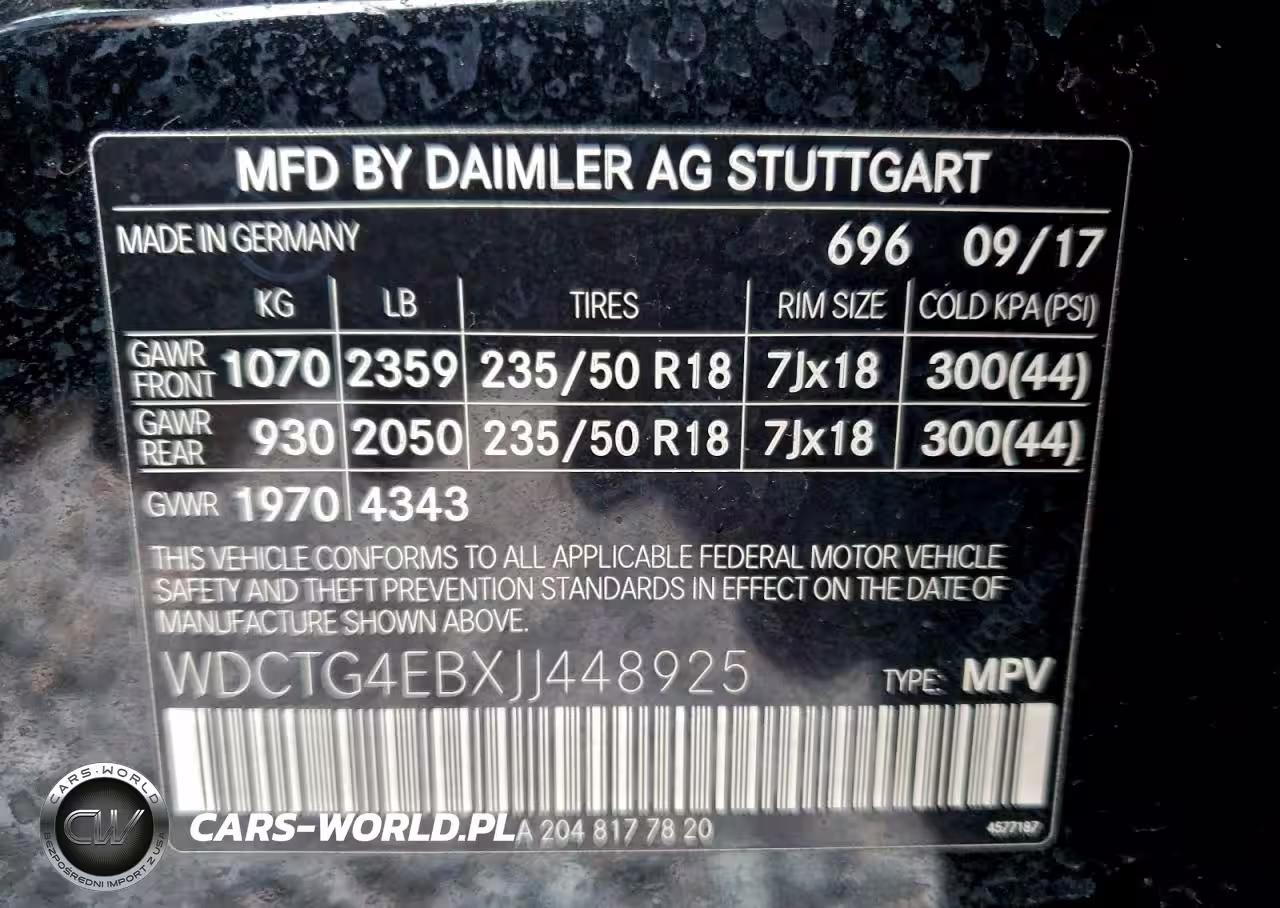 MFD BY DAIMLER AG STUTTGART
MADE IN GERMANY 696 09/17
KG LB TIRES RIM SIZE COLD KPA (PSI)
GAWR FRONT 1070 2359 235/50 R18 7Jx18 300(44)
GAWR REAR 930 2050 235/50 R18 7Jx18 300(44)
GVWR 1970 4343
THIS VEHICLE CONFORMS TO ALL APPLICABLE FEDERAL MOTOR VEHICLE
SAFETY AND THEFT PREVENTION STANDARDS IN EFFECT ON THE DATE OF
MANUFACTURE SHOWN ABOVE.
WDCTG4EBXJJ448925 TYPE: MPV
A 204 817 78 20 4577187
CARS-WORLD.PL
CARS-WORLD
CW
BEZPOŚREDNI IMPORT Z USA